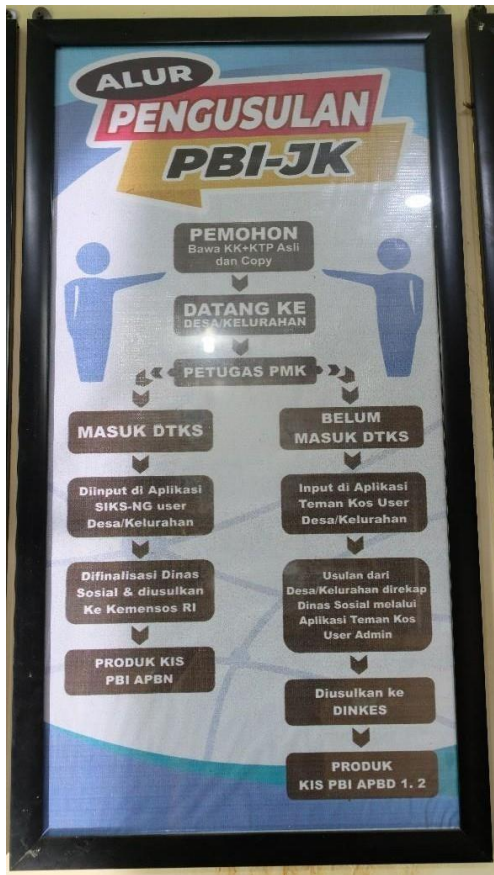 ALUR
PENGUSULAN
PBI-JK
PEMOHON
Bawa KK+KTP Asli
dan Copy
DATANG KE
DESA/KELURAHAN
PETUGAS PMK
MASUK DTKS
Diinput di Aplikasi
SIKS-NG user
Desa/Kelurahan
Difinalisasi Dinas
Sosial & diusulkan
Ke Kemensos RI
PRODUK KIS
PBI APBN
BELUM
MASUK DTKS
Input di Aplikasi
Teman Kos User
Desa/Kelurahan
Usulan dari
Desa/Kelurahan direkap
Dinas Sosial melalui
Aplikasi Teman Kos
User Admin
Diusulkan ke
DINKES
PRODUK
KIS PBI APBD 1. 2